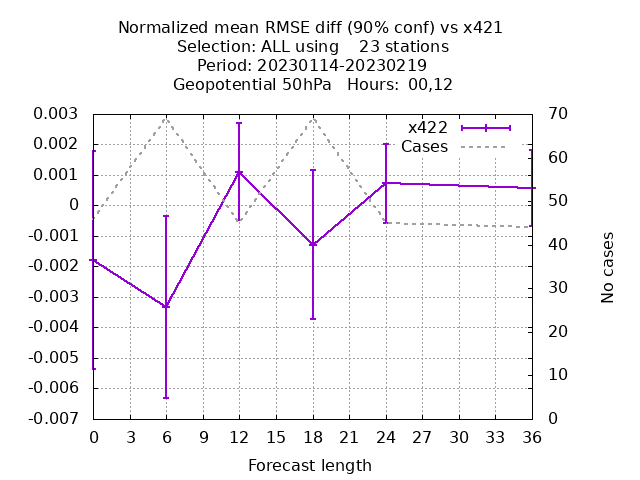 Normalized mean RMSE diff (90% conf) vs x421
Selection: ALL using    23 stations
Period: 20230114-20230219
Geopotential 50hPa   Hours:  00,12
x422
Cases
0.003
0.002
0.001
0
-0.001
-0.002
-0.003
-0.004
-0.005
-0.006
-0.007
70
60
50
40
30
20
10
0
No cases
0 3 6 9 12 15 18 21 24 27 30 33 36
Forecast length